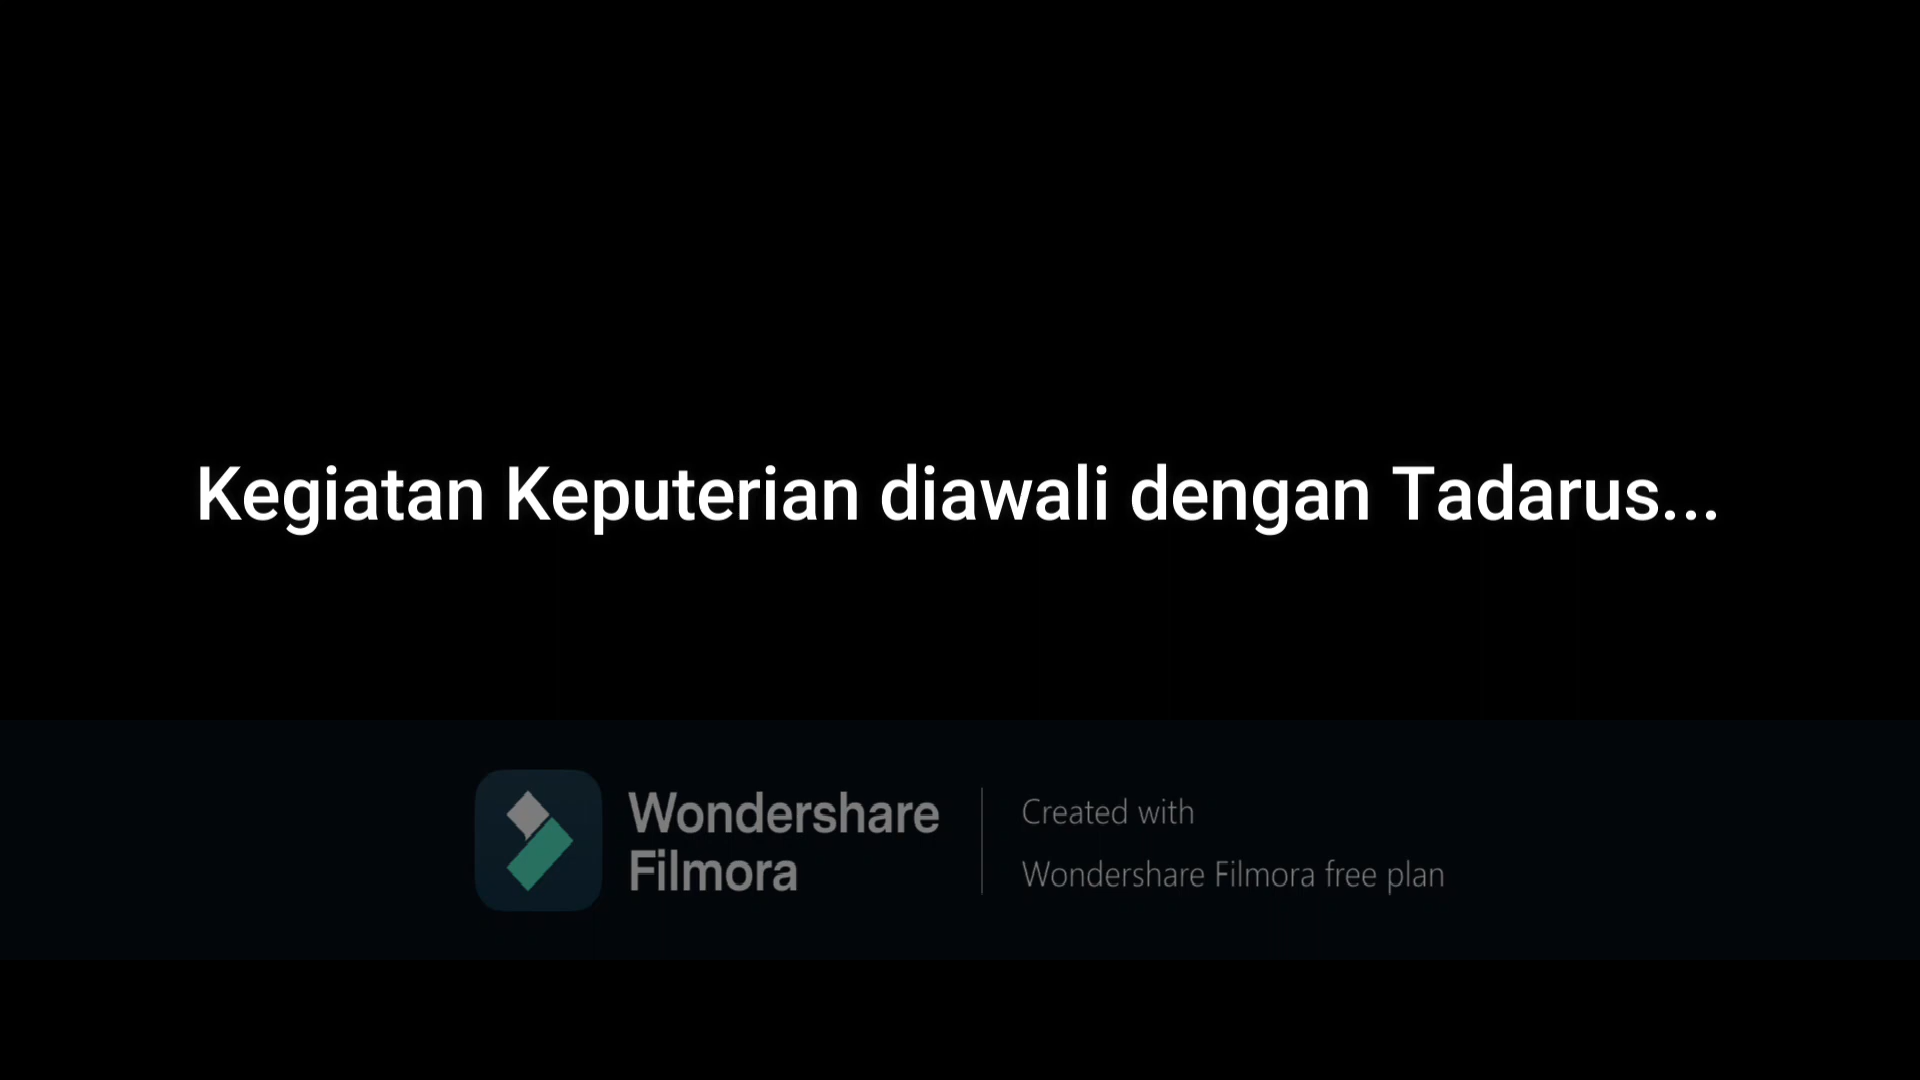 Kegiatan Keputerian diawali dengan Tadarus...
Wondershare
Filmora
Created with
Wondershare Filmora free plan